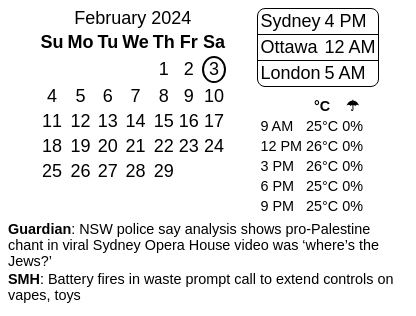 February 2024
Su Mo Tu We Th Fr Sa
1 2 3
4 5 6 7 8 9 10
11 12 13 14 15 16 17
18 19 20 21 22 23 24
25 26 27 28 29
Sydney 4 PM
Ottawa 12 AM
London 5 AM
°C ☂
9 AM 25°C 0%
12 PM 26°C 0%
3 PM 26°C 0%
6 PM 25°C 0%
9 PM 25°C 0%
Guardian: NSW police say analysis shows pro-Palestine
chant in viral Sydney Opera House video was ‘where’s the
Jews?’
SMH: Battery fires in waste prompt call to extend controls on
vapes, toys